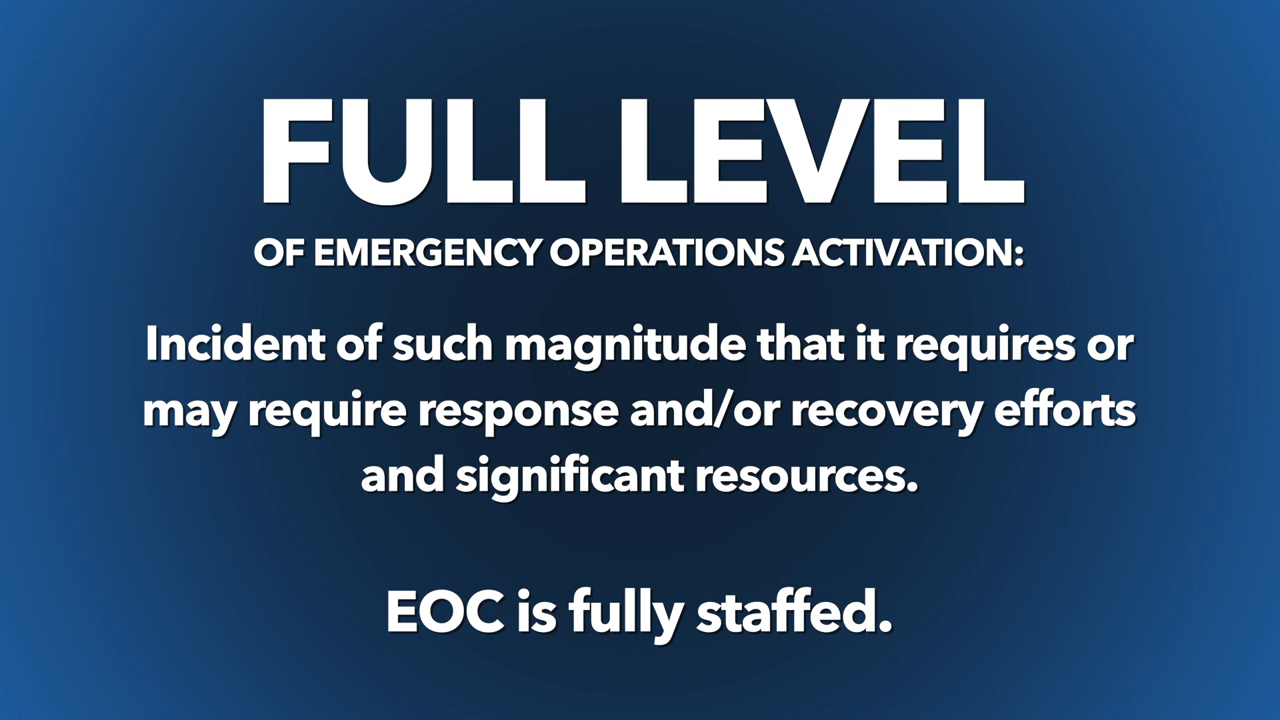 FULL LEVEL
OF EMERGENCY OPERATIONS ACTIVATION:
Incident of such magnitude that it requires or
may require response and/or recovery efforts
and significant resources.
EOC is fully staffed.